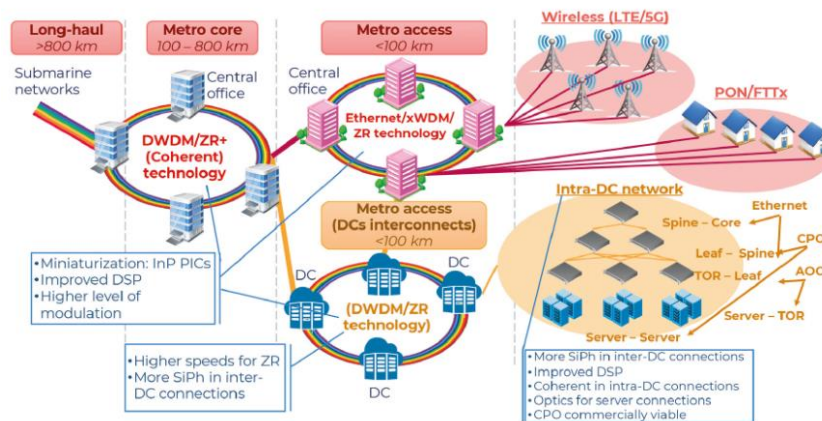 Long-haul
>800 km
Metro core
100 – 800 km
Metro access
<100 km
Wireless (LTE/5G)
Submarine
networks
Central
office
Central
office
PON/FTTx
DWDM/ZR+
(Coherent)
technology
Ethernet/xWDM/
ZR technology
Metro access
(DCs interconnects)
<100 km
Intra-DC network
Ethernet
Spine – Core
CPO
Leaf – Spine
TOR – Leaf
AOC
Server – TOR
Server – Server
• Miniaturization: InP PICs
• Improved DSP
• Higher level of
modulation
DC
DC
DC
DC
(DWDM/ZR
technology)
• Higher speeds for ZR
• More SiPh in inter-
DC connections
• More SiPh in inter-DC connections
• Improved DSP
• Coherent in intra-DC connections
• Optics for server connections
• CPO commercially viable